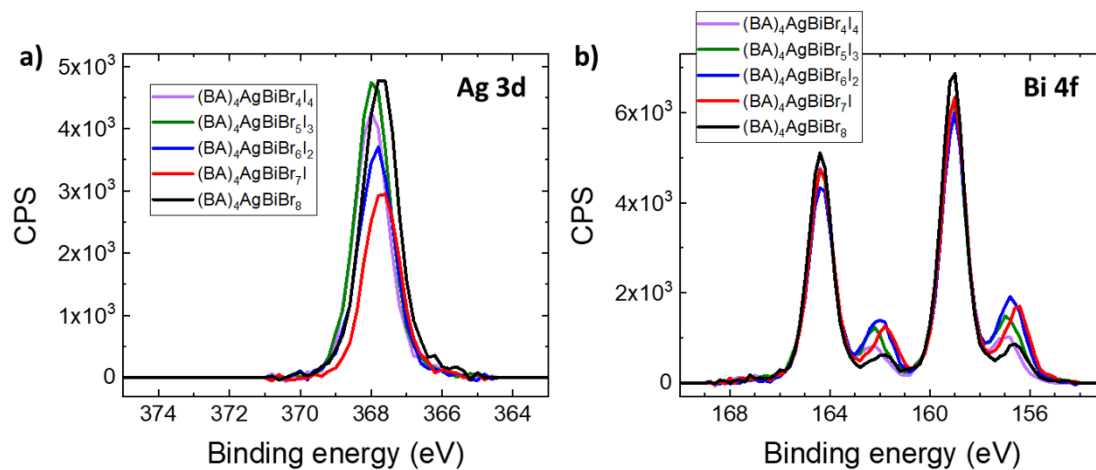 a)
Ag 3d
(BA)₄AgBiBr₄I₄
(BA)₄AgBiBr₅I₃
(BA)₄AgBiBr₆I₂
(BA)₄AgBiBr₇I
(BA)₄AgBiBr₈
CPS
5x10³
4x10³
3x10³
2x10³
1x10³
0
374 372 370 368 366 364
Binding energy (eV)
b)
Bi 4f
(BA)₄AgBiBr₄I₄
(BA)₄AgBiBr₅I₃
(BA)₄AgBiBr₆I₂
(BA)₄AgBiBr₇I
(BA)₄AgBiBr₈
CPS
6x10³
4x10³
2x10³
0
168 164 160 156
Binding energy (eV)